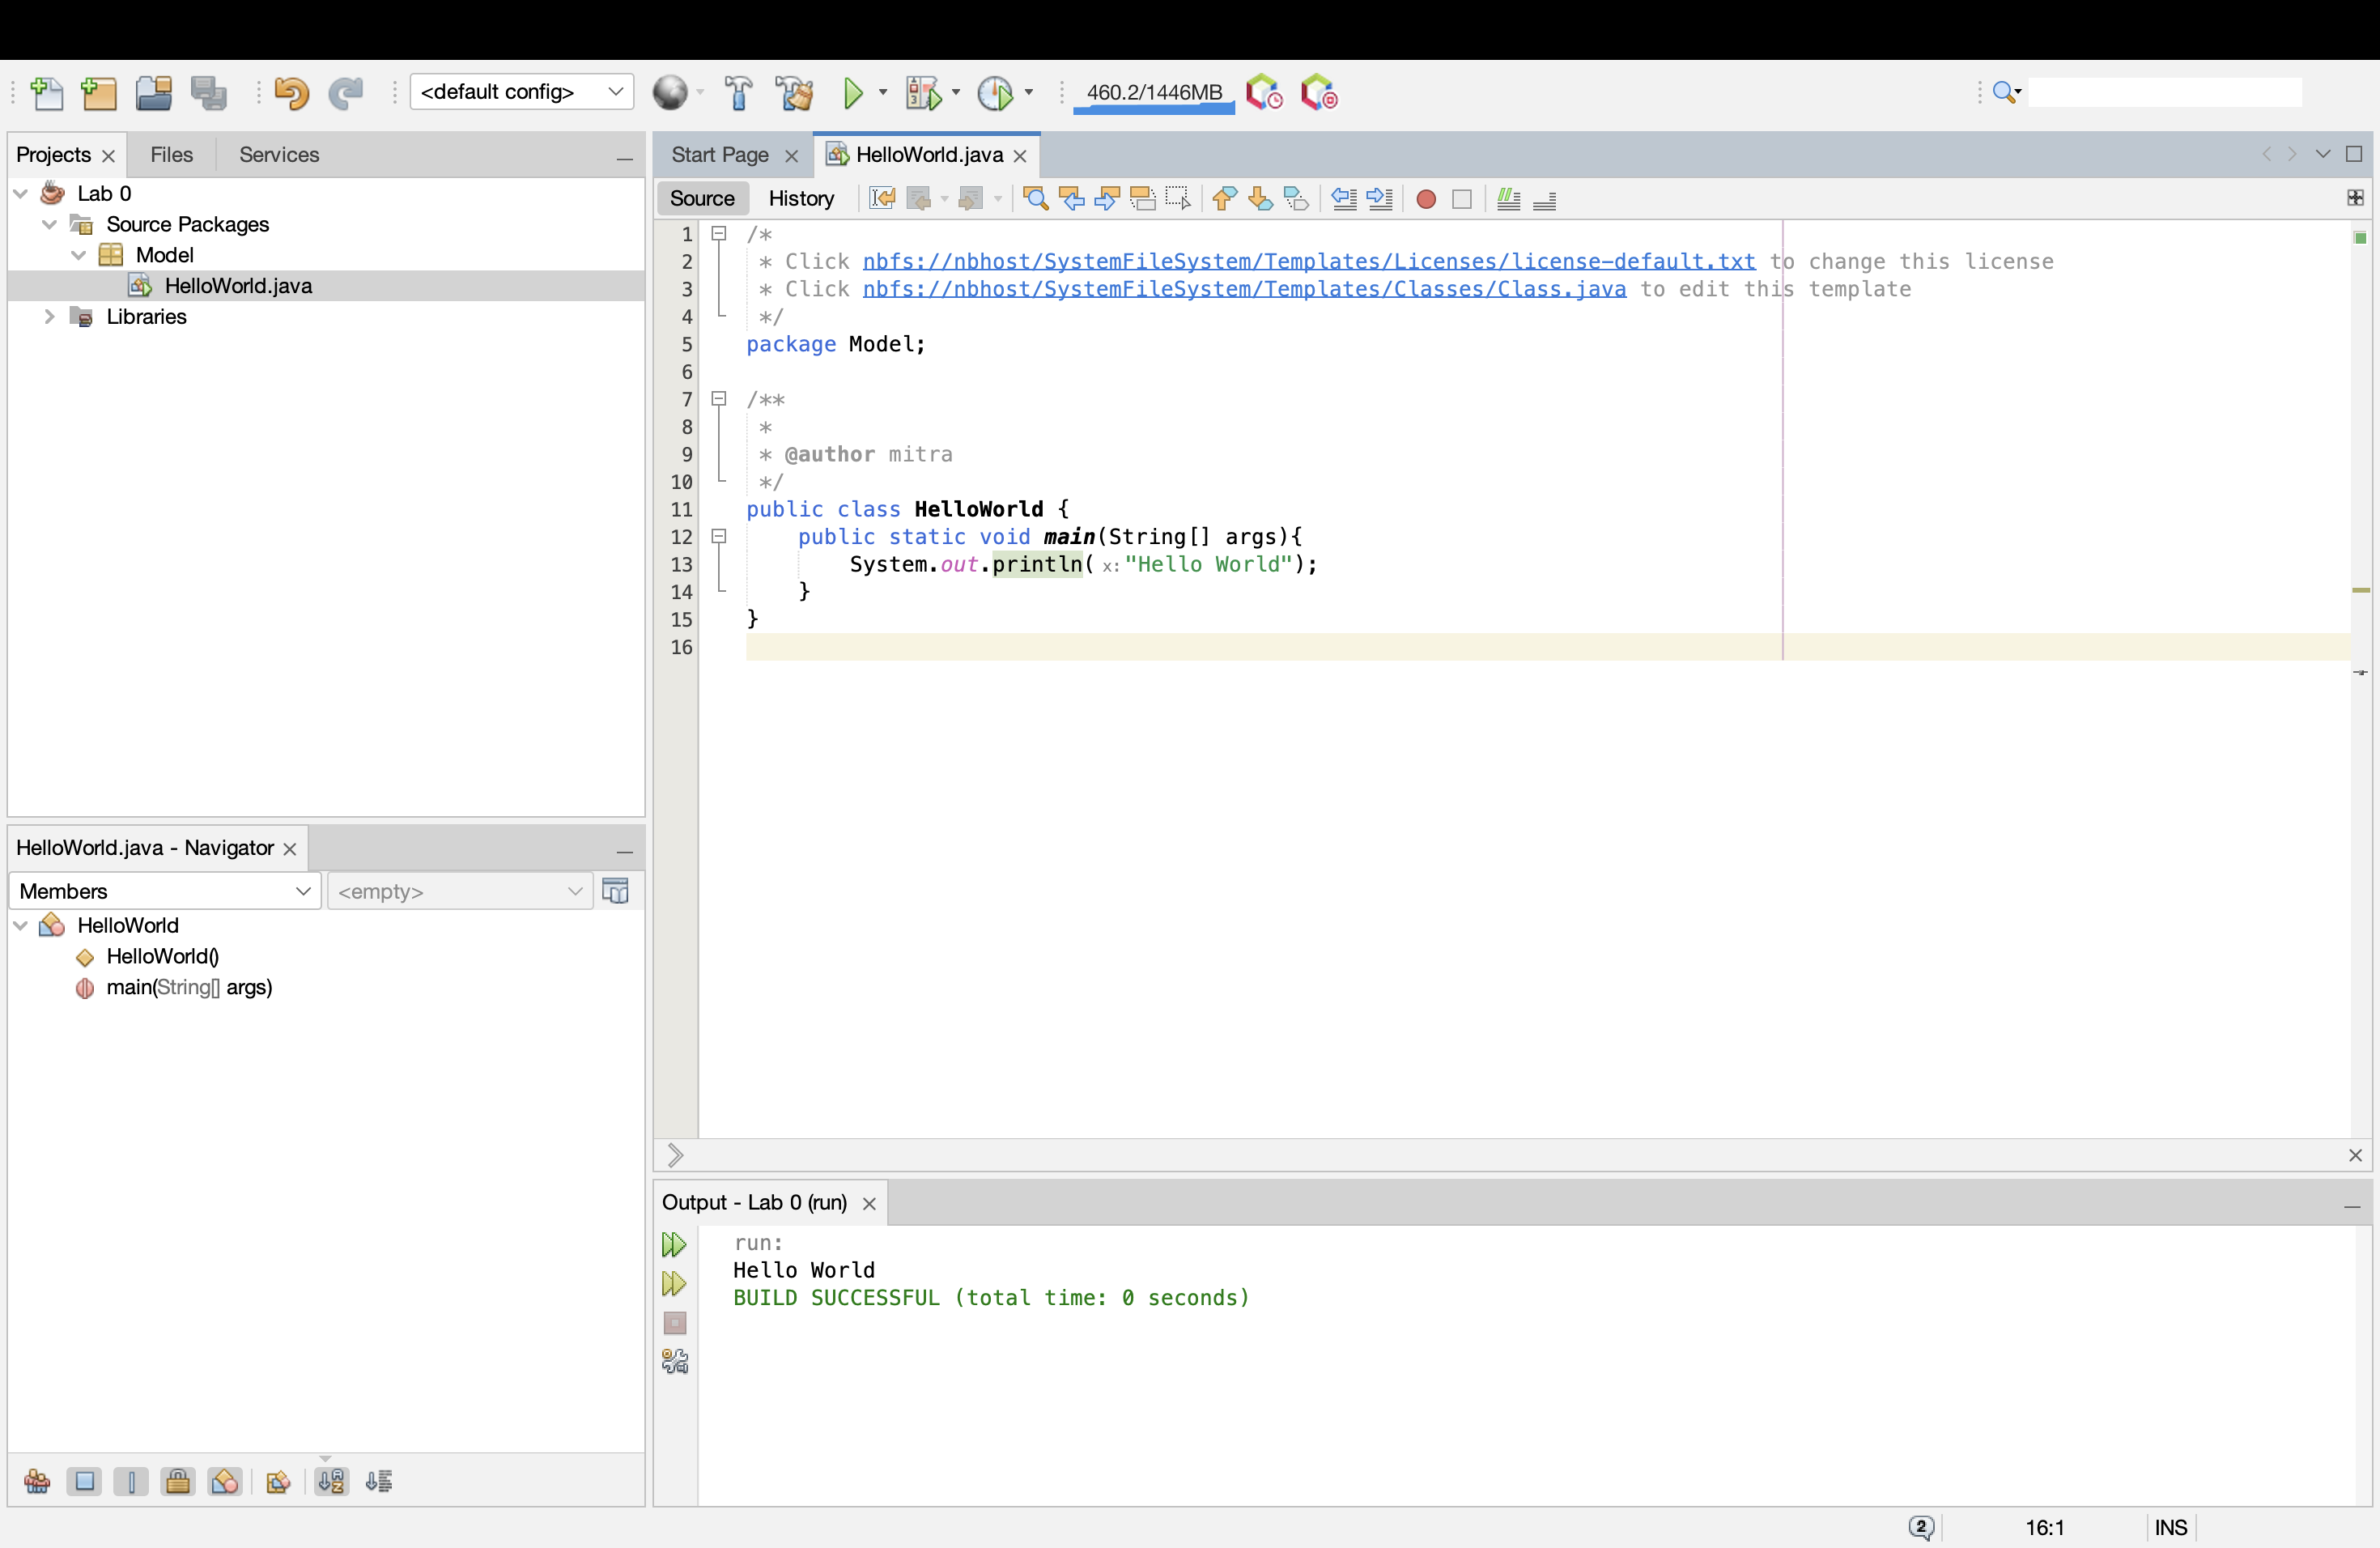 <default config>
460.2/1446MB
Projects
Files
Services
Lab 0
Source Packages
Model
HelloWorld.java
Libraries
Start Page
HelloWorld.java
Source
History
1 /*
2 * Click nbfs://nbhost/SystemFileSystem/Templates/Licenses/license-default.txt to change this license
3 * Click nbfs://nbhost/SystemFileSystem/Templates/Classes/Class.java to edit this template
4 */
5 package Model;
6
7 /**
8 *
9 * @author mitra
10 */
11 public class HelloWorld {
12 public static void main(String[] args){
13 System.out.println( x: "Hello World");
14 }
15 }
16
HelloWorld.java - Navigator
Members
<empty>
HelloWorld
HelloWorld()
main(String[] args)
Output - Lab 0 (run)
run:
Hello World
BUILD SUCCESSFUL (total time: 0 seconds)
2
16:1
INS